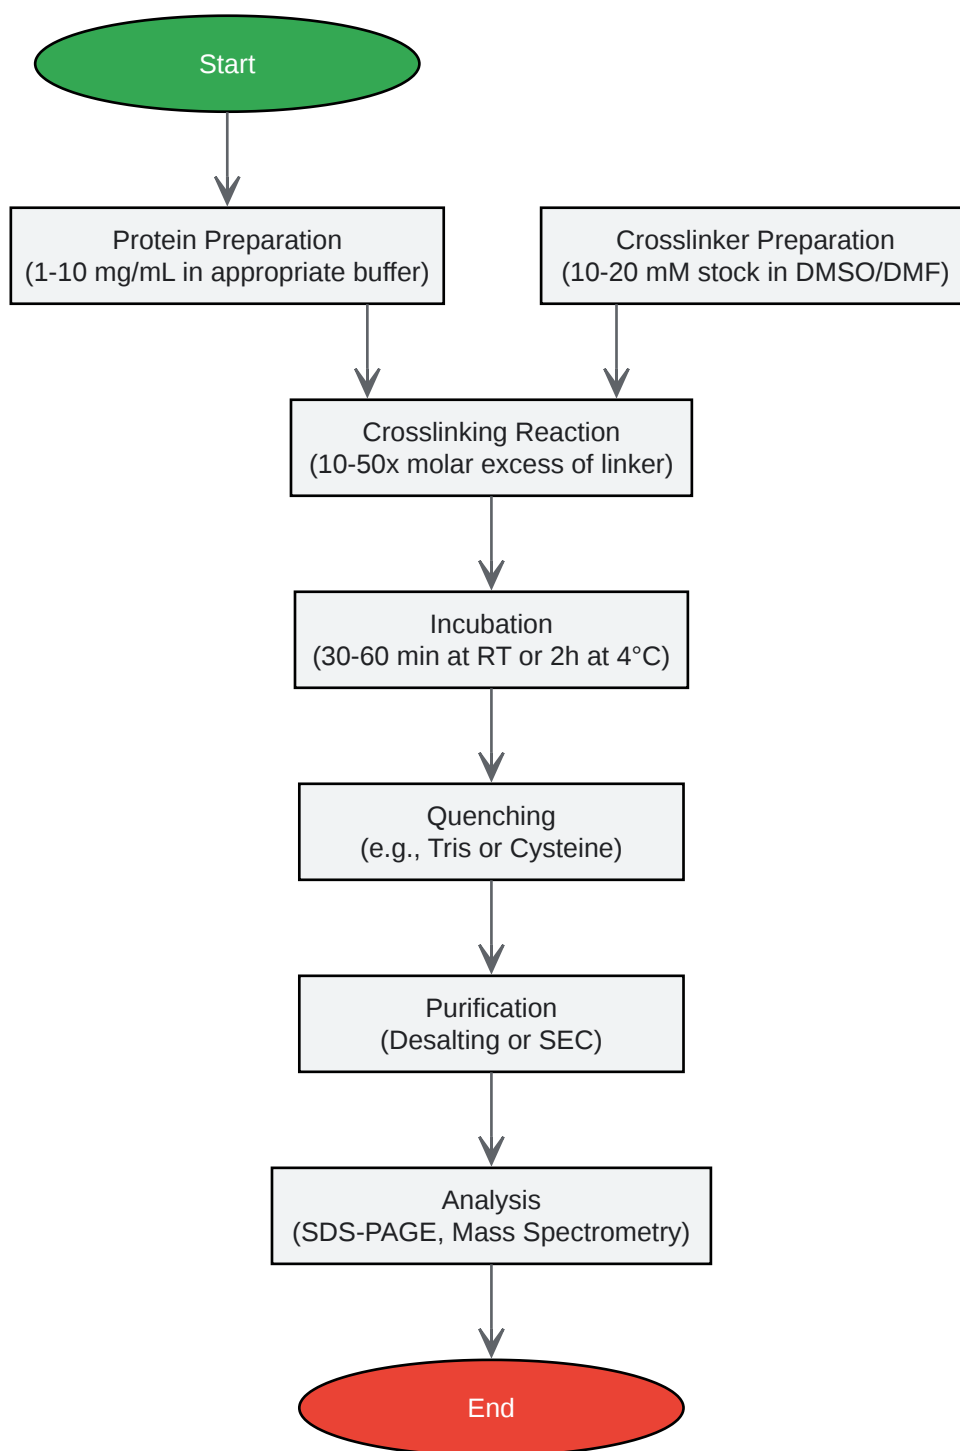 Start
Protein Preparation
(1-10 mg/mL in appropriate buffer)
Crosslinker Preparation
(10-20 mM stock in DMSO/DMF)
Crosslinking Reaction
(10-50x molar excess of linker)
Incubation
(30-60 min at RT or 2h at 4°C)
Quenching
(e.g., Tris or Cysteine)
Purification
(Desalting or SEC)
Analysis
(SDS-PAGE, Mass Spectrometry)
End